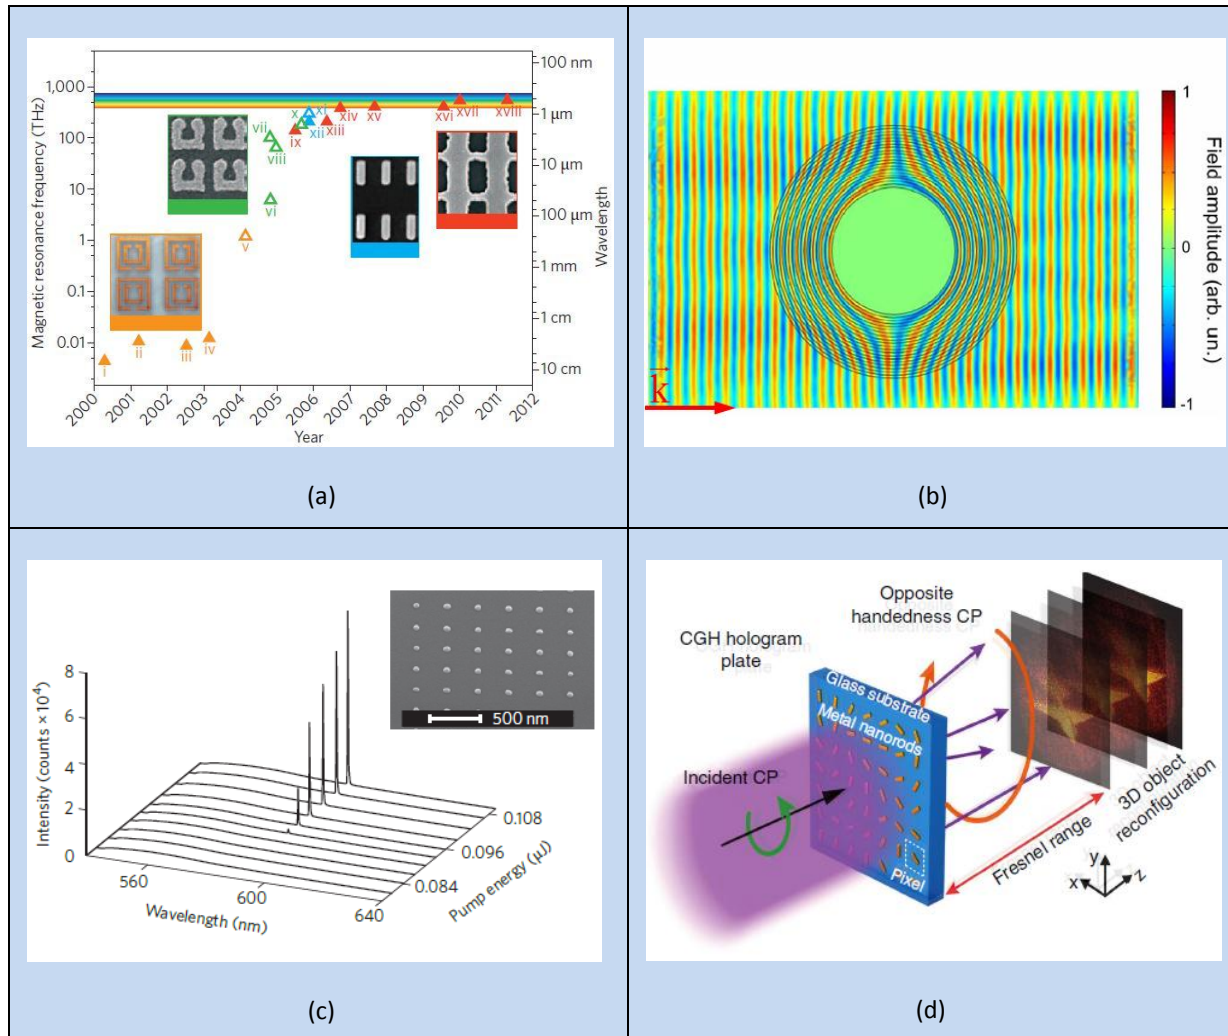 1,000
100
10
1
0.1
0.01
Magnetic resonance frequency (THz)
100 nm
1 μm
10 μm
100 μm
1 mm
1 cm
10 cm
Wavelength
i
ii
iii
iv
v
vi
vii
viii
ix
x
xi
xii
xiii
xiv
xv
xvi
xvii
xviii
2000
2001
2002
2003
2004
2005
2006
2007
2008
2009
2010
2011
2012
Year
(a)
k
1
0
-1
Field amplitude (arb. un.)
(b)
Intensity (counts × 10⁴)
8
6
4
2
0
560
600
640
Wavelength (nm)
0.084
0.096
0.108
Pump energy (μJ)
500 nm
(c)
Opposite
handedness CP
CGH hologram
plate
Glass substrate
Metal nanorods
Incident CP
Pixel
Fresnel range
3D object
reconfiguration
y
x
z
(d)